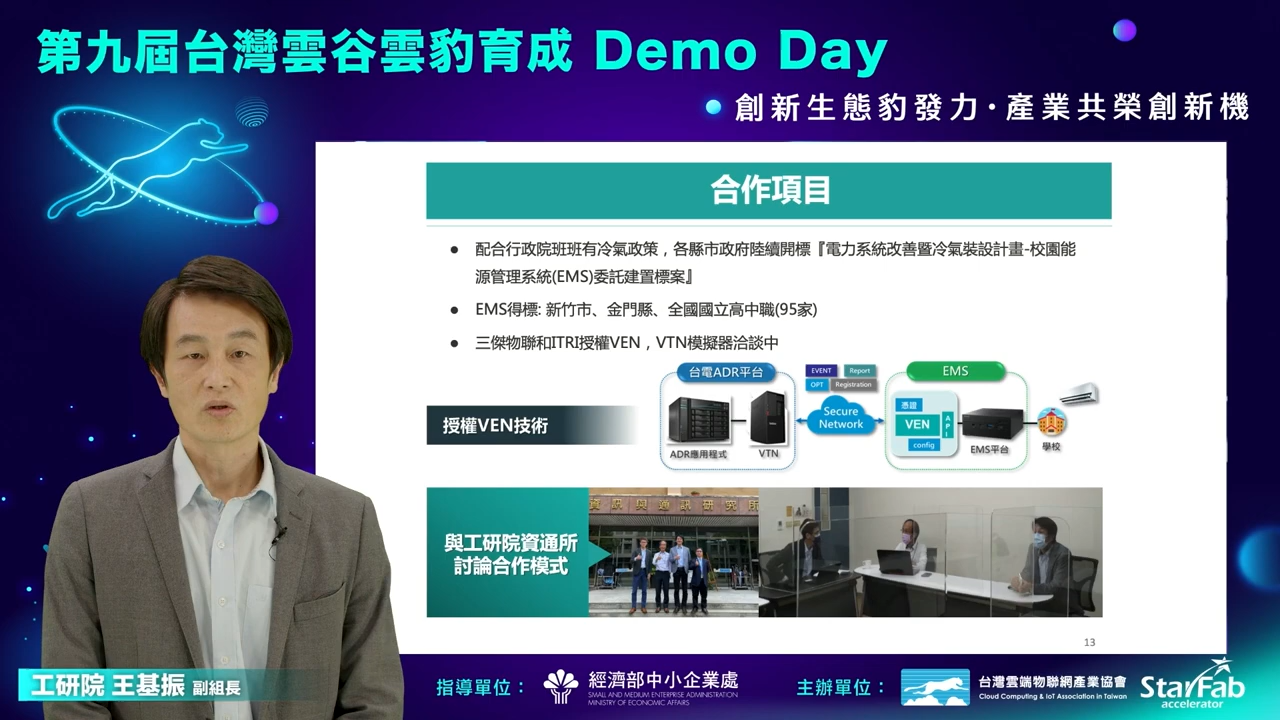 第九屆台灣雲谷雲豹育成 Demo Day
創新生態豹發力·產業共榮創新機
合作項目
● 配合行政院班班有冷氣政策，各縣市政府陸續開標『電力系統改善暨冷氣裝設計畫-校園能
源管理系統(EMS)委託建置標案』
● EMS得標: 新竹市、金門縣、全國國立高中職(95家)
● 三傑物聯和ITRI授權VEN，VTN模擬器洽談中
授權VEN技術
台電ADR平台
ADR應用程式
VTN
EVENT
Report
OPT
Registration
Secure
Network
EMS
憑證
VEN
API
config
EMS平台
學校
與工研院資通所
討論合作模式
資訊與通訊研究所
13
工研院 王基振 副組長
指導單位：
經濟部中小企業處
SMALL AND MEDIUM ENTERPRISE ADMINISTRATION
MINISTRY OF ECONOMIC AFFAIRS
主辦單位：
台灣雲端物聯網產業協會
Cloud Computing & IoT Association in Taiwan
StarFab
accelerator